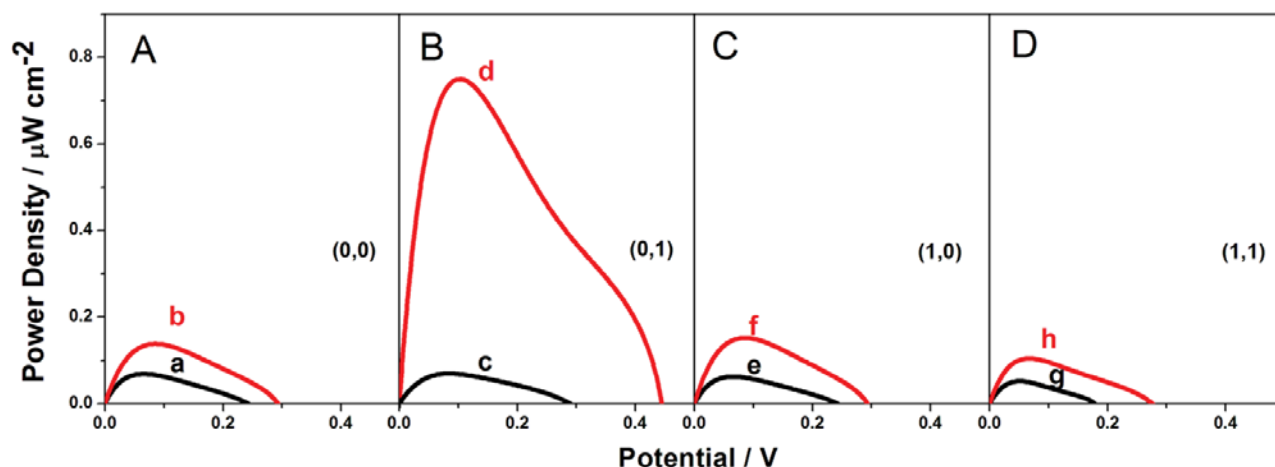 A B C D
Power Density / μW cm-2
0.8
0.6
0.4
0.2
0.0
d
b
a
c
f
e
h
g
(0,0) (0,1) (1,0) (1,1)
0.0 0.2 0.4 0.0 0.2 0.4 0.0 0.2 0.4 0.0 0.2 0.4
Potential / V